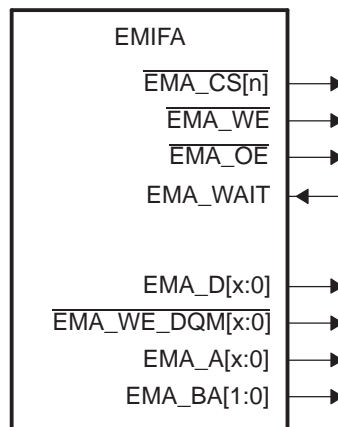 EMIFA
EMA_CS[n]
EMA_WE
EMA_OE
EMA_WAIT
EMA_D[x:0]
EMA_WE_DQM[x:0]
EMA_A[x:0]
EMA_BA[1:0]